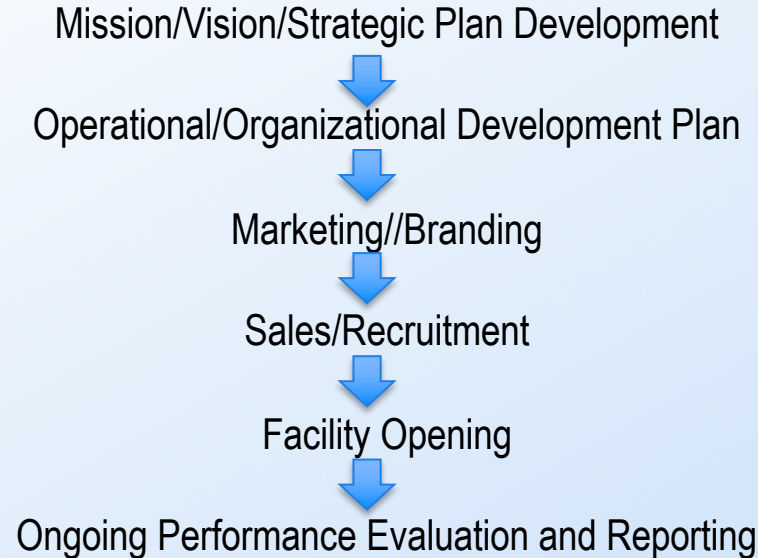 Mission/Vision/Strategic Plan Development
Operational/Organizational Development Plan
Marketing//Branding
Sales/Recruitment
Facility Opening
Ongoing Performance Evaluation and Reporting